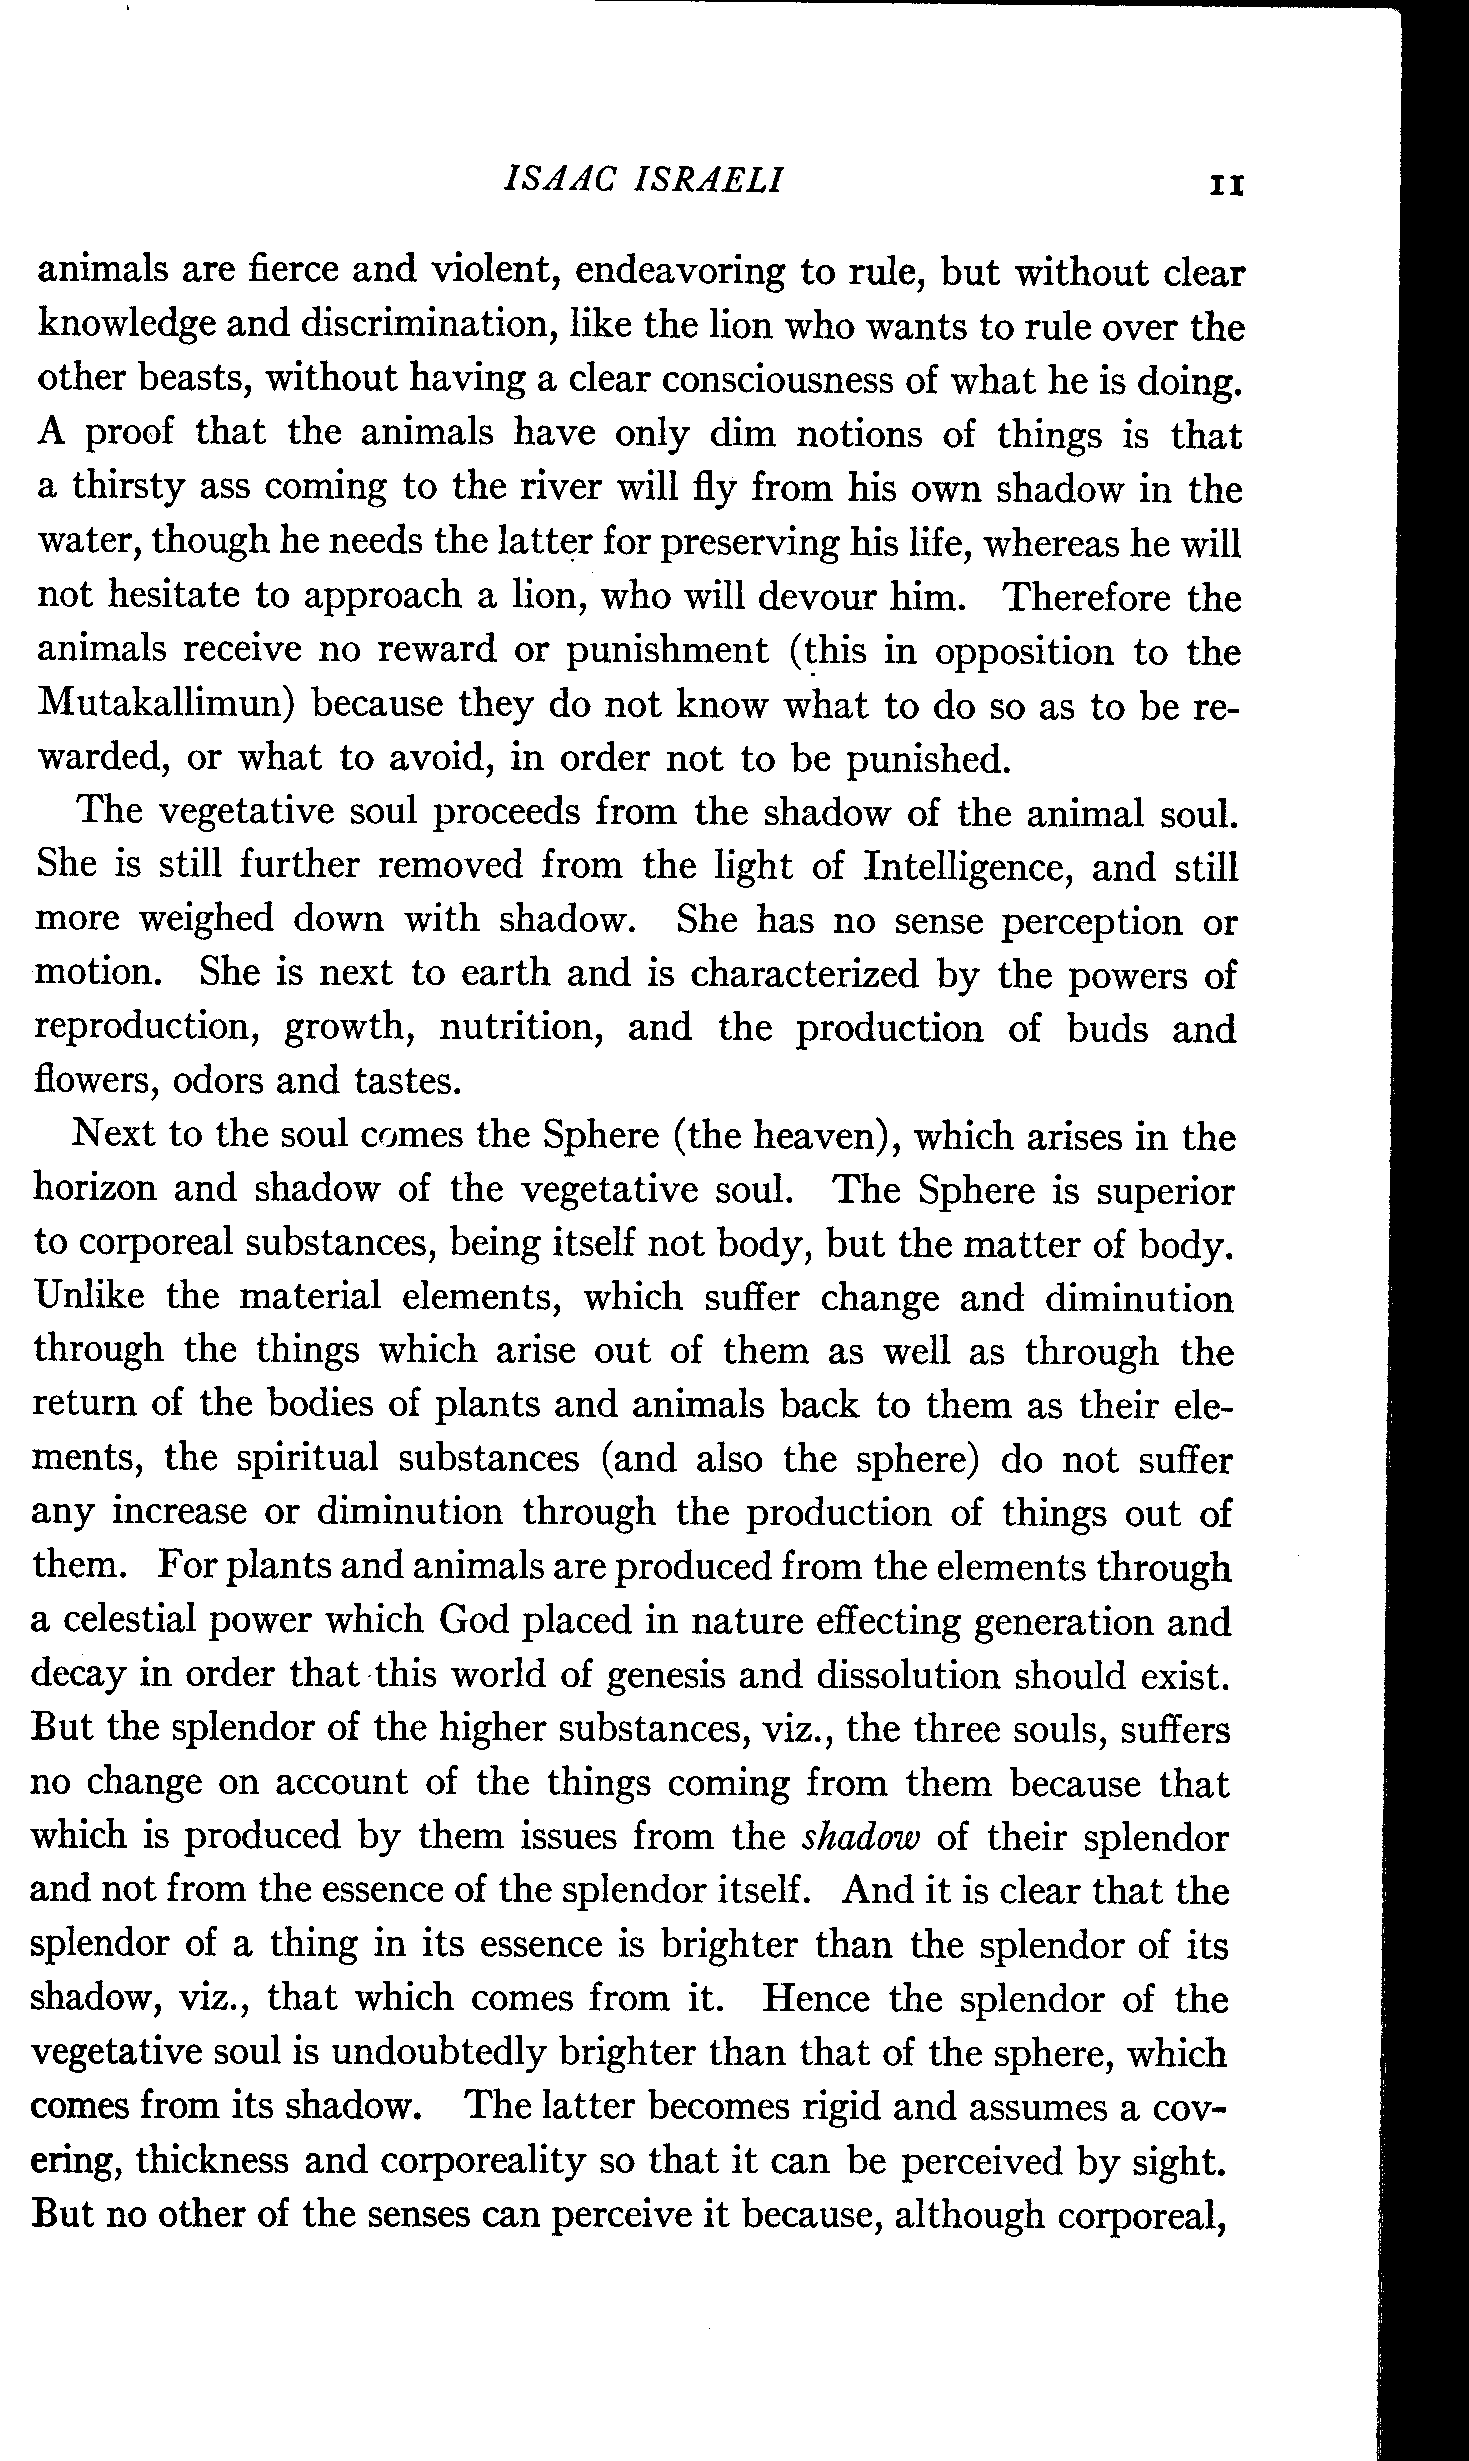 ISAAC ISRAELI 11
animals are fierce and violent, endeavoring to rule, but without clear
knowledge and discrimination, like the lion who wants to rule over the
other beasts, without having a clear consciousness of what he is doing.
A proof that the animals have only dim notions of things is that
a thirsty ass coming to the river will fly from his own shadow in the
water, though he needs the latter for preserving his life, whereas he will
not hesitate to approach a lion, who will devour him. Therefore the
animals receive no reward or punishment (this in opposition to the
Mutakallimun) because they do not know what to do so as to be re-
warded, or what to avoid, in order not to be punished.
The vegetative soul proceeds from the shadow of the animal soul.
She is still further removed from the light of Intelligence, and still
more weighed down with shadow. She has no sense perception or
motion. She is next to earth and is characterized by the powers of
reproduction, growth, nutrition, and the production of buds and
flowers, odors and tastes.
Next to the soul comes the Sphere (the heaven), which arises in the
horizon and shadow of the vegetative soul. The Sphere is superior
to corporeal substances, being itself not body, but the matter of body.
Unlike the material elements, which suffer change and diminution
through the things which arise out of them as well as through the
return of the bodies of plants and animals back to them as their ele-
ments, the spiritual substances (and also the sphere) do not suffer
any increase or diminution through the production of things out of
them. For plants and animals are produced from the elements through
a celestial power which God placed in nature effecting generation and
decay in order that this world of genesis and dissolution should exist.
But the splendor of the higher substances, viz., the three souls, suffers
no change on account of the things coming from them because that
which is produced by them issues from the shadow of their splendor
and not from the essence of the splendor itself. And it is clear that the
splendor of a thing in its essence is brighter than the splendor of its
shadow, viz., that which comes from it. Hence the splendor of the
vegetative soul is undoubtedly brighter than that of the sphere, which
comes from its shadow. The latter becomes rigid and assumes a cov-
ering, thickness and corporeality so that it can be perceived by sight.
But no other of the senses can perceive it because, although corporeal,